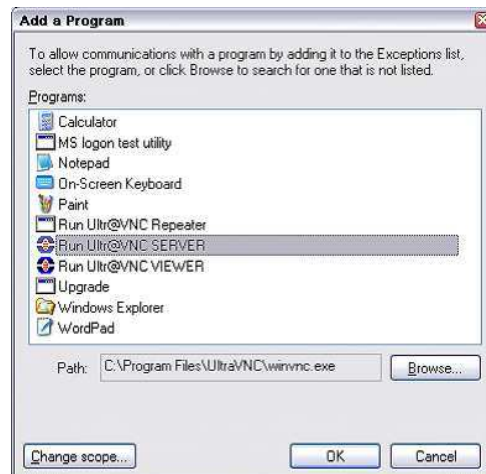 Add a Program
To allow communications with a program by adding it to the Exceptions list,
select the program, or click Browse to search for one that is not listed.
Programs:
Calculator
MS logon test utility
Notepad
On-Screen Keyboard
Paint
Run Ultr@VNC Repeater
Run Ultr@VNC SERVER
Run Ultr@VNC VIEWER
Upgrade
Windows Explorer
WordPad
Path: C:\Program Files\UltraVNC\winvnc.exe Browse...
Change scope... OK Cancel